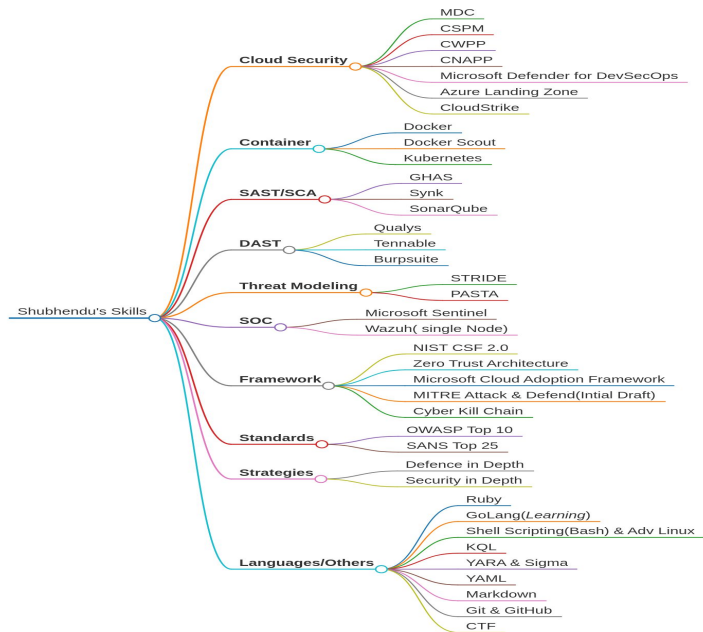 Shubhendu's Skills
Cloud Security
MDC
CSPM
CWPP
CNAPP
Microsoft Defender for DevSecOps
Azure Landing Zone
CloudStrike
Container
Docker
Docker Scout
Kubernetes
SAST/SCA
GHAS
Synk
SonarQube
DAST
Qualys
Tennable
Burpsuite
Threat Modeling
STRIDE
PASTA
SOC
Microsoft Sentinel
Wazuh( single Node)
Framework
NIST CSF 2.0
Zero Trust Architecture
Microsoft Cloud Adoption Framework
MITRE Attack & Defend(Intial Draft)
Cyber Kill Chain
Standards
OWASP Top 10
SANS Top 25
Strategies
Defence in Depth
Security in Depth
Languages/Others
Ruby
GoLang(Learning)
Shell Scripting(Bash) & Adv Linux
KQL
YARA & Sigma
YAML
Markdown
Git & GitHub
CTF